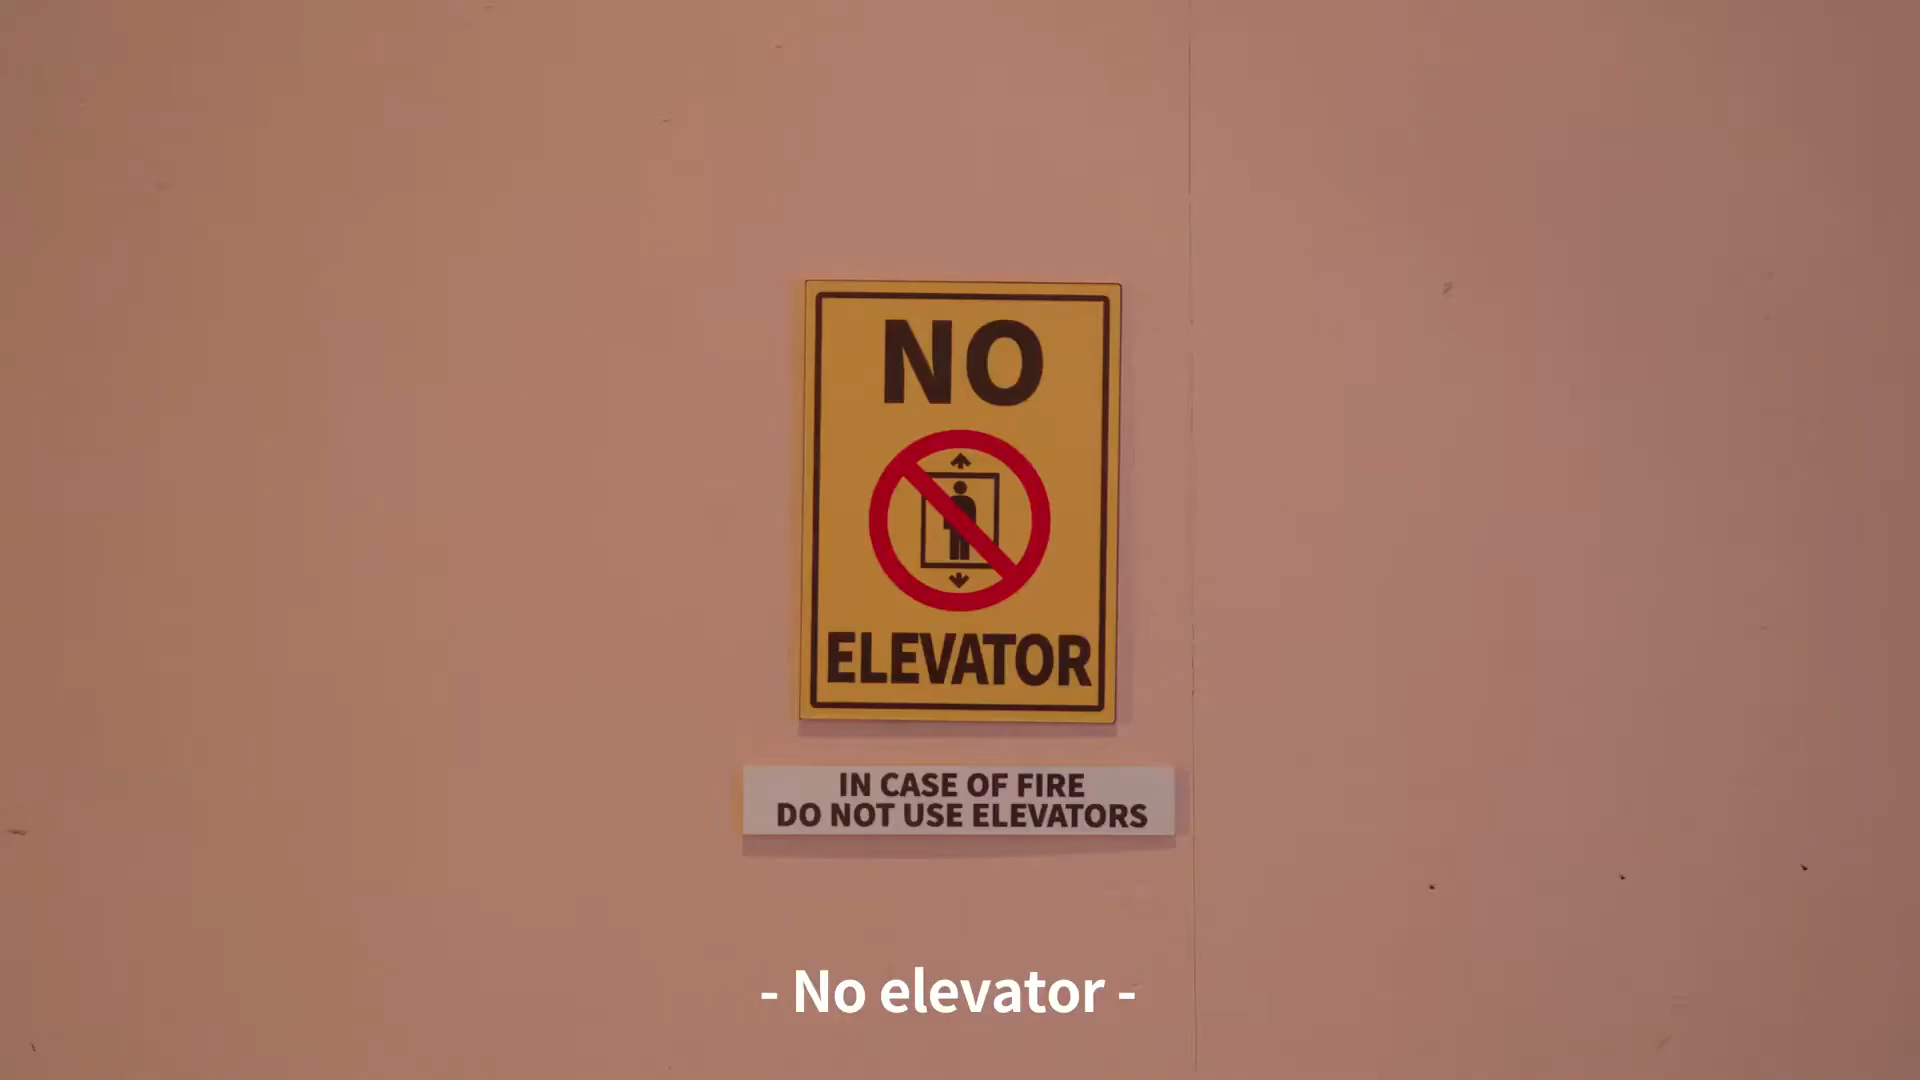 NO
ELEVATOR
IN CASE OF FIRE
DO NOT USE ELEVATORS
- No elevator -